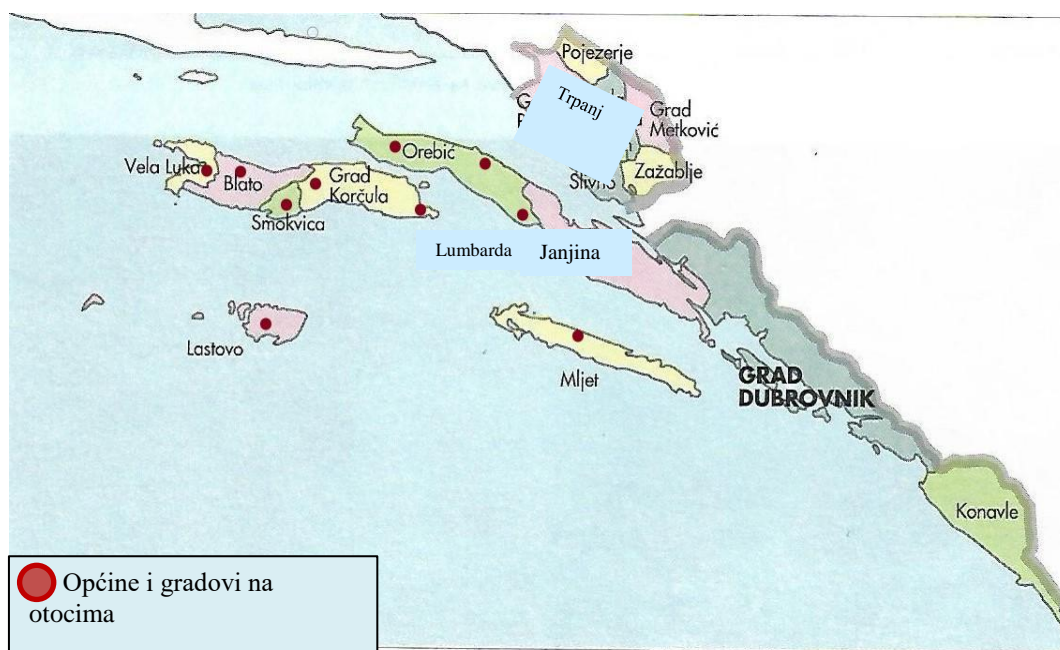 Pojezerje
Trpanj
Grad
Metković
Orebić
Vela Luka
Blato
Grad
Korčula
Zažablje
Slivno
Smokvica
Lumbarda
Janjina
Lastovo
Mljet
GRAD
DUBROVNIK
Konavle
Općine i gradovi na
otocima